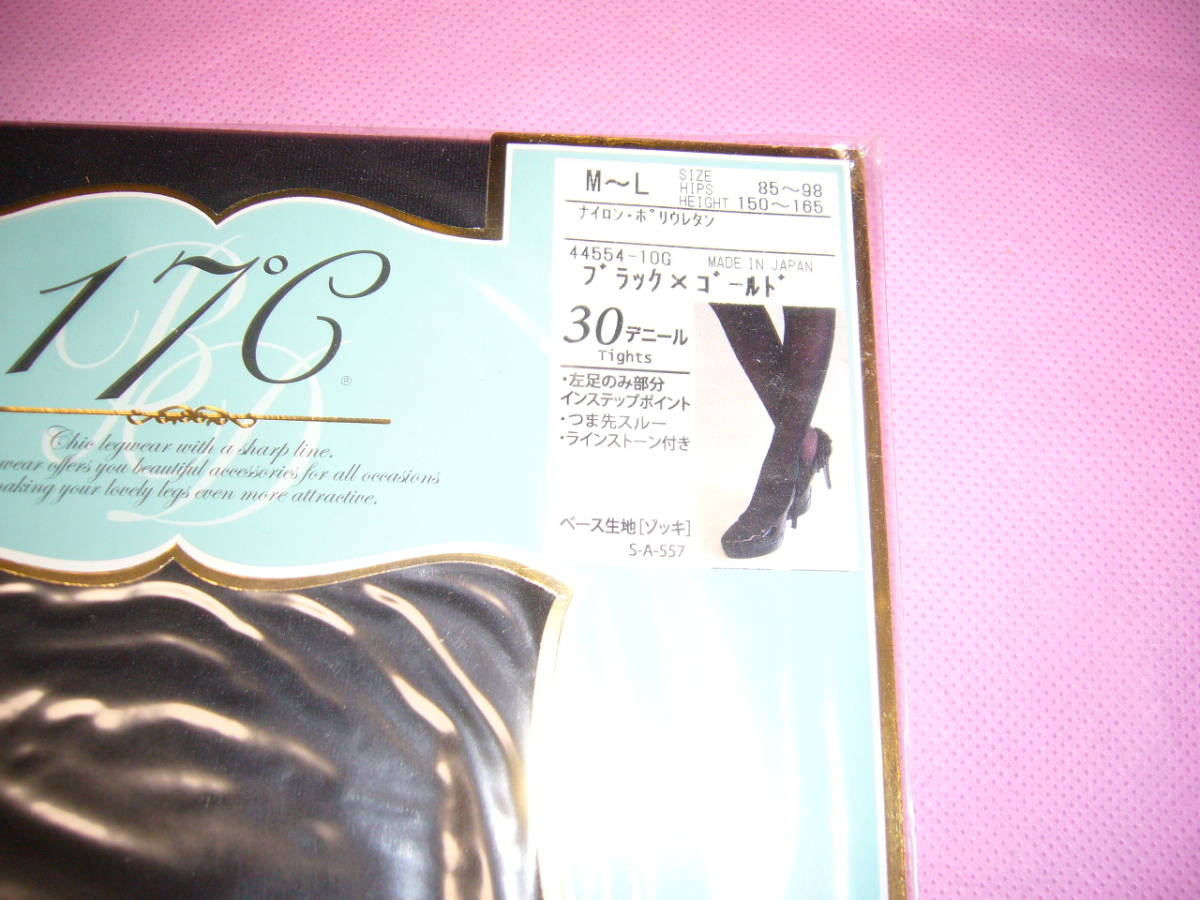 17℃
®
Chic legwear with a sharp line.
wear offers you beautiful accessories for all occasions
making your lovely legs even more attractive.
M～L
SIZE
HIPS 85～98
HEIGHT 150～165
ナイロン・ポリウレタン
44554-10G MADE IN JAPAN
ブラック×ゴールド
30デニール
Tights
・左足のみ部分
インステップポイント
・つま先スルー
・ラインストーン付き
ベース生地[ゾッキ]
S-A-557